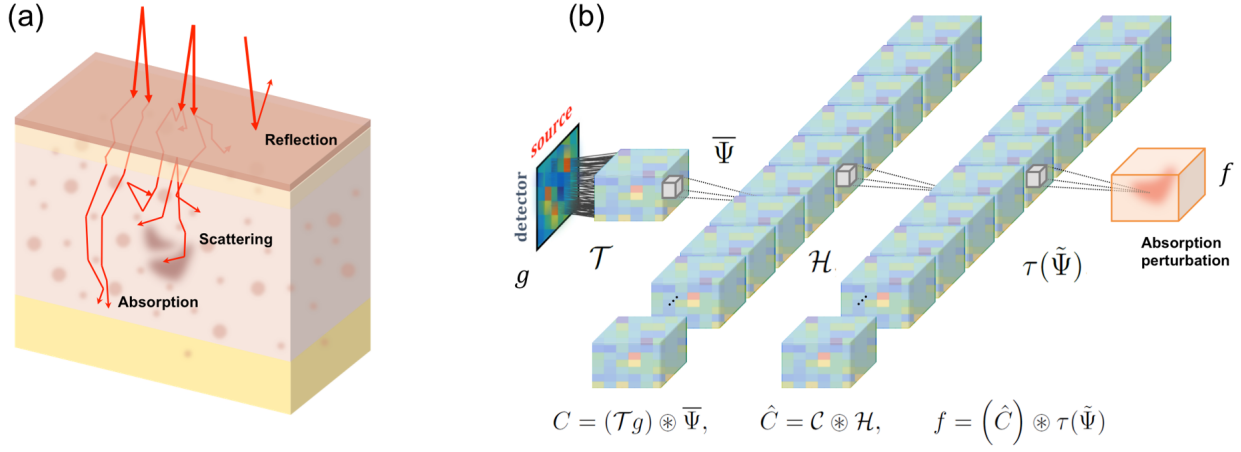 (a)
Reflection
Scattering
Absorption
(b)
source
detector
g
𝒯
Ψ̅
ℋ
τ(Ψ̃)
f
Absorption
perturbation
...
C = (𝒯g) ⊛ Ψ̅,
Ĉ = 𝒞 ⊛ ℋ,
f = (Ĉ) ⊛ τ(Ψ̃)